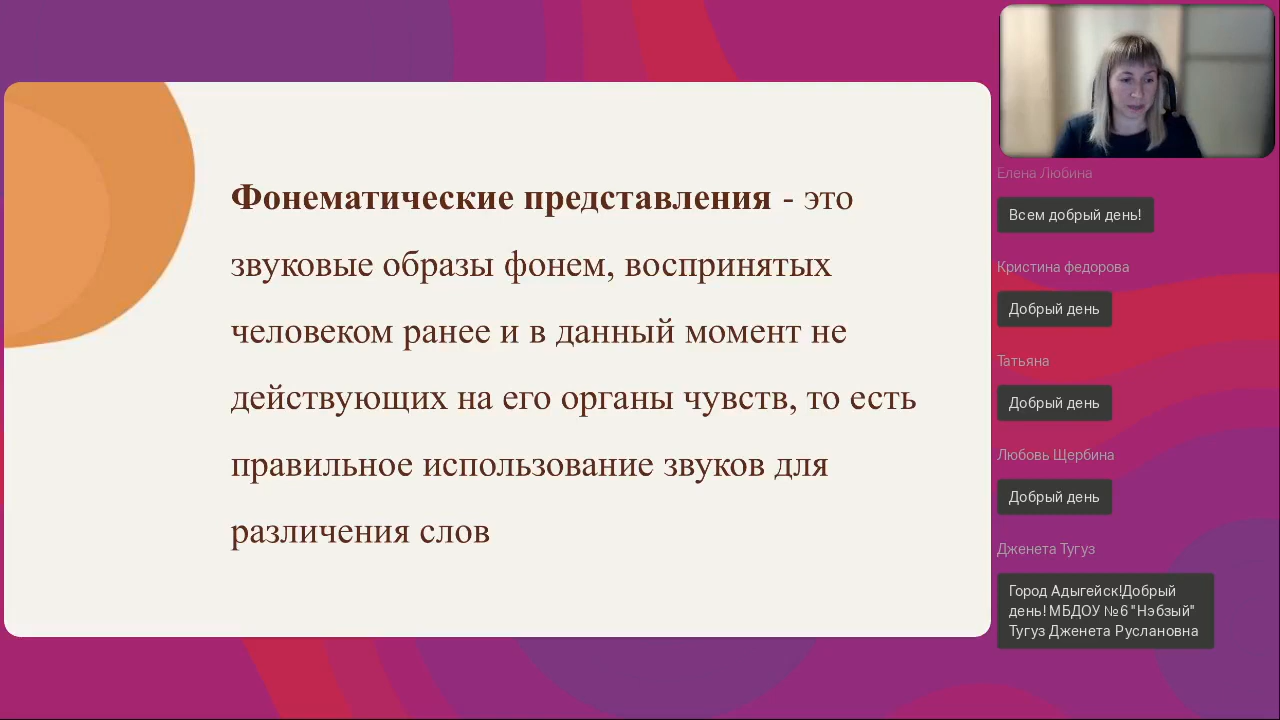 Фонематические представления - это
звуковые образы фонем, воспринятых
человеком ранее и в данный момент не
действующих на его органы чувств, то есть
правильное использование звуков для
различения слов
Елена Любина
Всем добрый день!
Кристина федорова
Добрый день
Татьяна
Добрый день
Любовь Щербина
Добрый день
Дженета Тугуз
Город Адыгейск!Добрый
день! МБДОУ №6 "Нэбзый"
Тугуз Дженета Руслановна